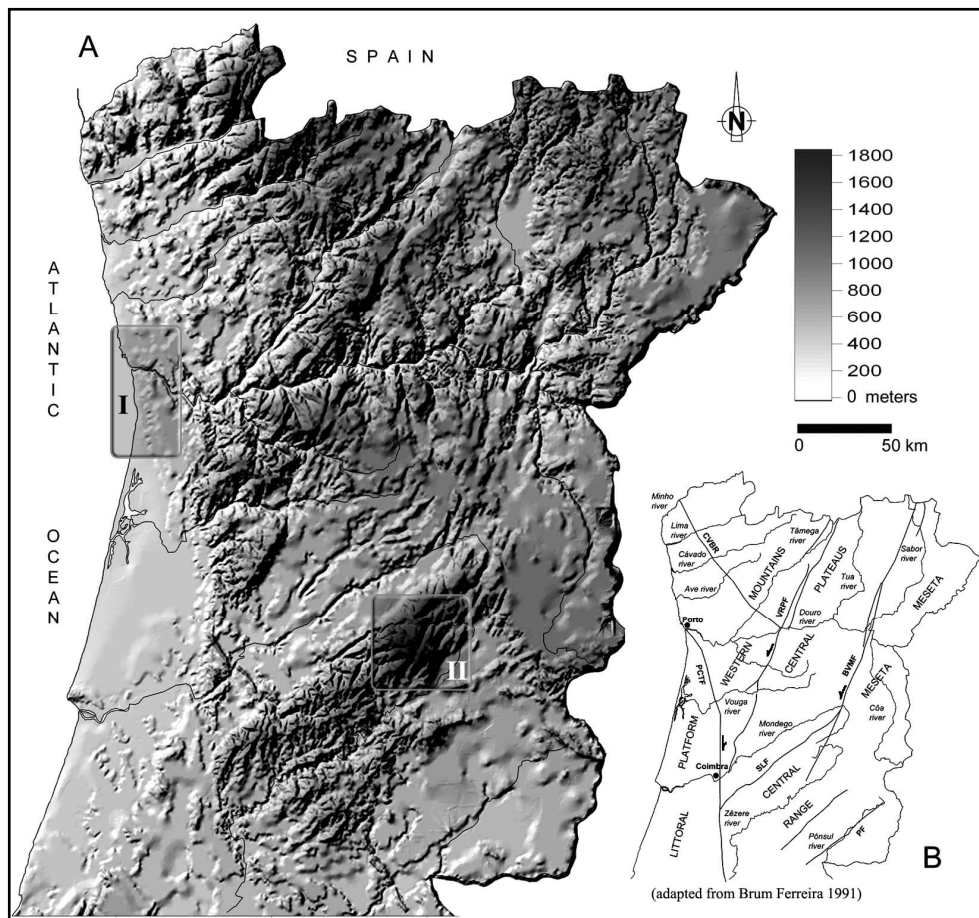 A
SPAIN
N
1800
1600
1400
1200
1000
800
600
400
200
0 meters
0 50 km
ATLANTIC
OCEAN
I
II
Minho
river
Lima
river
CVBR
Cávado
river
Ave river
Tâmega
river
MOUNTAINS
PLATEAUS
VRPF
Tua
river
Sabor
river
MESETA
Douro
river
Porto
WESTERN
CENTRAL
PCTF
BVMF
MESETA
Vouga
river
Côa
river
Mondego
river
PLATFORM
Coimbra
SLF
CENTRAL
Zêzere
river
RANGE
Pônsul
river
PF
LITTORAL
B
(adapted from Brum Ferreira 1991)